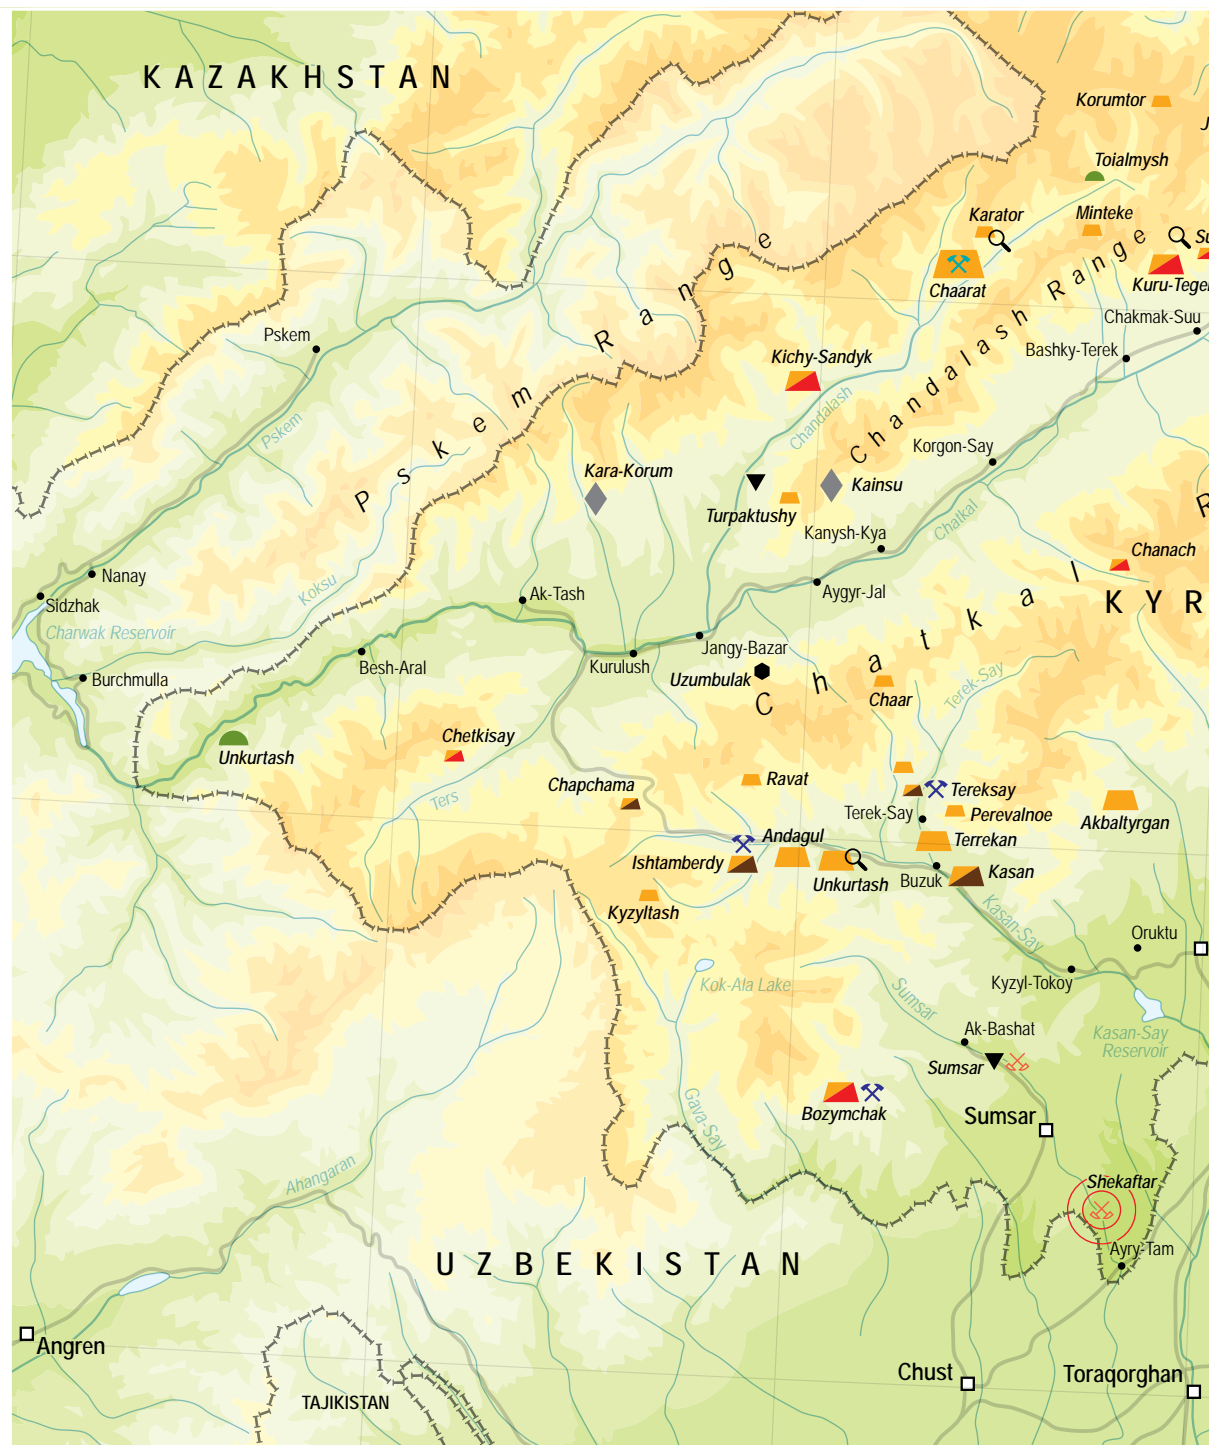 KAZAKHSTAN
Korumtor
J
Toialmysh
Karator
Minteke
Su
Chaarat
Kuru-Tegel
Chandalash Range
Chakmak-Suu
Pskem
Pskem Range
Bashky-Terek
Kichy-Sandyk
Chandalash
Pskem
Korgon-Say
Kara-Korum
Kainsu
R
Turpaktushy
Chatkal
Kanysh-Kya
Chanach
Nanay
Koksu
Ak-Tash
Aygyr-Jal
KYR
Sidzhak
Charwak Reservoir
Jangy-Bazar
Chatkal
Besh-Aral
Kurulush
Terek-Say
Burchmulla
Uzumbulak
Chaar
Chetkisay
Unkurtash
Ravat
Chapchama
Tereksay
Ters
Terek-Say
Perevalnoe
Akbaltyrgan
Andagul
Terrekan
Ishtamberdy
Kasan
Unkurtash
Buzuk
Kyzyltash
Kasan-Say
Oruktu
Kok-Ala Lake
Sumsar
Kyzyl-Tokoy
Ak-Bashat
Kasan-Say
Reservoir
Sumsar
Bozymchak
Sumsar
Gava-Say
Ahangaran
Shekaftar
Ayry-Tam
UZBEKISTAN
Angren
Chust
Toraqorghan
TAJIKISTAN